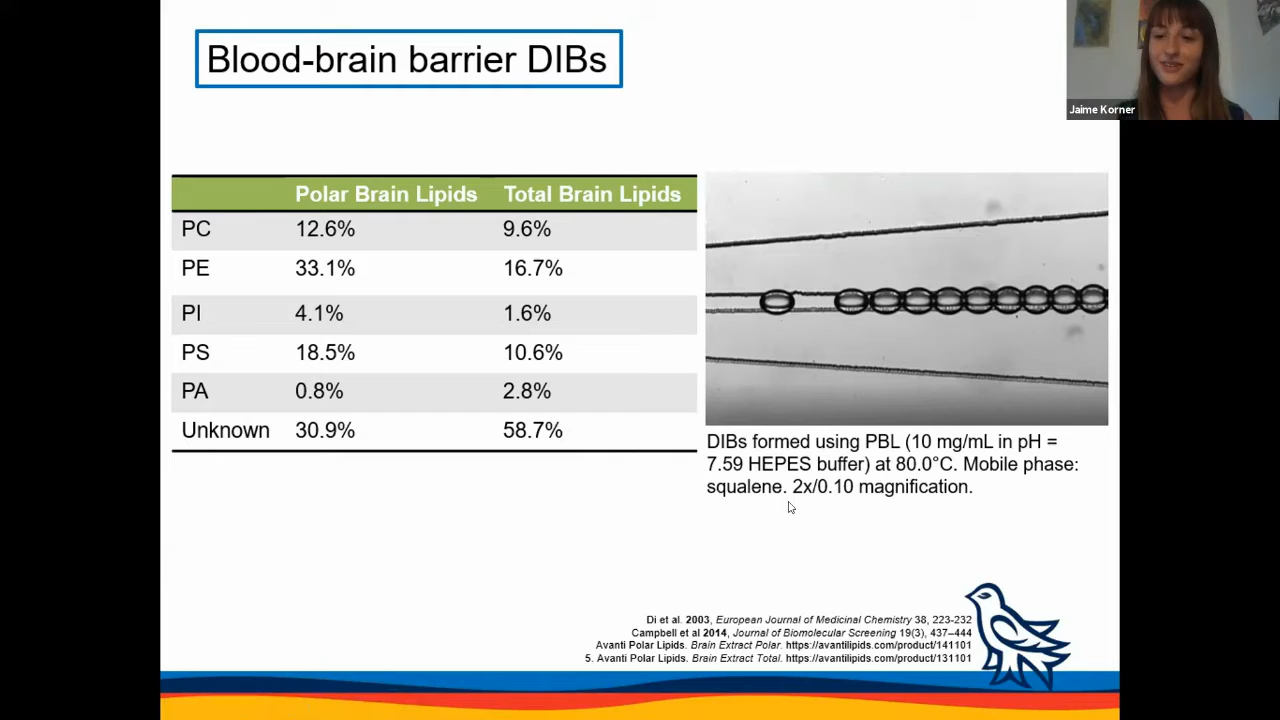 Blood-brain barrier DIBs
Jaime Korner
Polar Brain Lipids Total Brain Lipids
PC 12.6% 9.6%
PE 33.1% 16.7%
PI 4.1% 1.6%
PS 18.5% 10.6%
PA 0.8% 2.8%
Unknown 30.9% 58.7%
DIBs formed using PBL (10 mg/mL in pH =
7.59 HEPES buffer) at 80.0°C. Mobile phase:
squalene. 2x/0.10 magnification.
Di et al. 2003, European Journal of Medicinal Chemistry 38, 223-232
Campbell et al 2014, Journal of Biomolecular Screening 19(3), 437–444
Avanti Polar Lipids. Brain Extract Polar. https://avantilipids.com/product/141101
5. Avanti Polar Lipids. Brain Extract Total. https://avantilipids.com/product/131101